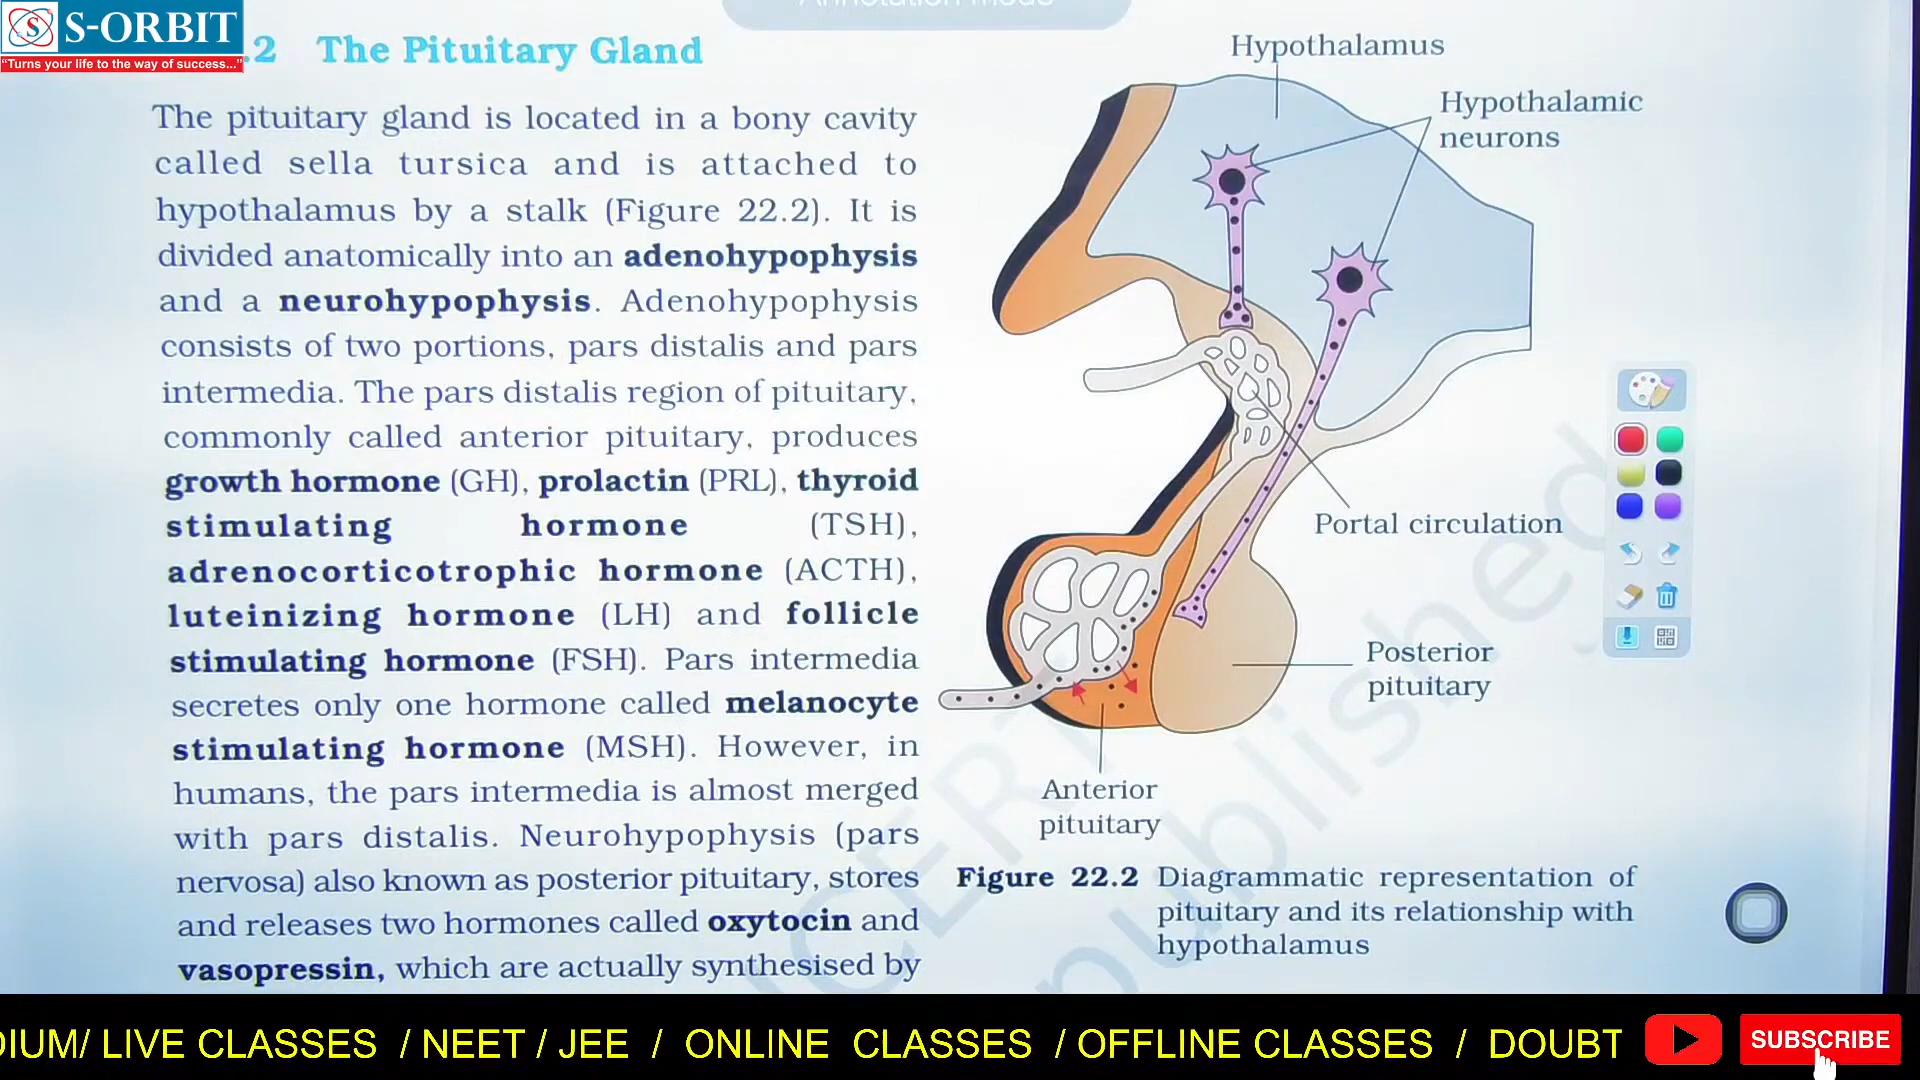 S-ORBIT
"Turns your life to the way of success..."
.2 The Pituitary Gland
The pituitary gland is located in a bony cavity
called sella tursica and is attached to
hypothalamus by a stalk (Figure 22.2). It is
divided anatomically into an adenohypophysis
and a neurohypophysis. Adenohypophysis
consists of two portions, pars distalis and pars
intermedia. The pars distalis region of pituitary,
commonly called anterior pituitary, produces
growth hormone (GH), prolactin (PRL), thyroid
stimulating hormone (TSH),
adrenocorticotrophic hormone (ACTH),
luteinizing hormone (LH) and follicle
stimulating hormone (FSH). Pars intermedia
secretes only one hormone called melanocyte
stimulating hormone (MSH). However, in
humans, the pars intermedia is almost merged
with pars distalis. Neurohypophysis (pars
nervosa) also known as posterior pituitary, stores
and releases two hormones called oxytocin and
vasopressin, which are actually synthesised by
Hypothalamus
Hypothalamic
neurons
Portal circulation
Posterior
pituitary
Anterior
pituitary
Figure 22.2 Diagrammatic representation of
pituitary and its relationship with
hypothalamus
NCERT
published
DIUM/ LIVE CLASSES / NEET / JEE / ONLINE CLASSES / OFFLINE CLASSES / DOUBT
SUBSCRIBE